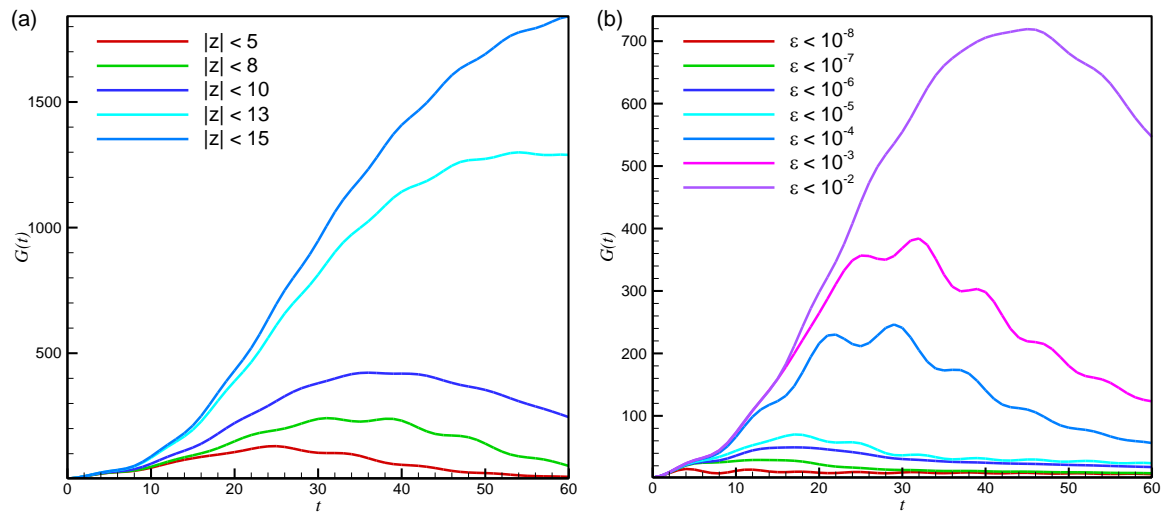 (a)
|z| < 5
|z| < 8
|z| < 10
|z| < 13
|z| < 15
G(t)
1500
1000
500
0 10 20 30 40 50 60
t
(b)
ε < 10⁻⁸
ε < 10⁻⁷
ε < 10⁻⁶
ε < 10⁻⁵
ε < 10⁻⁴
ε < 10⁻³
ε < 10⁻²
G(t)
700
600
500
400
300
200
100
0 10 20 30 40 50 60
t